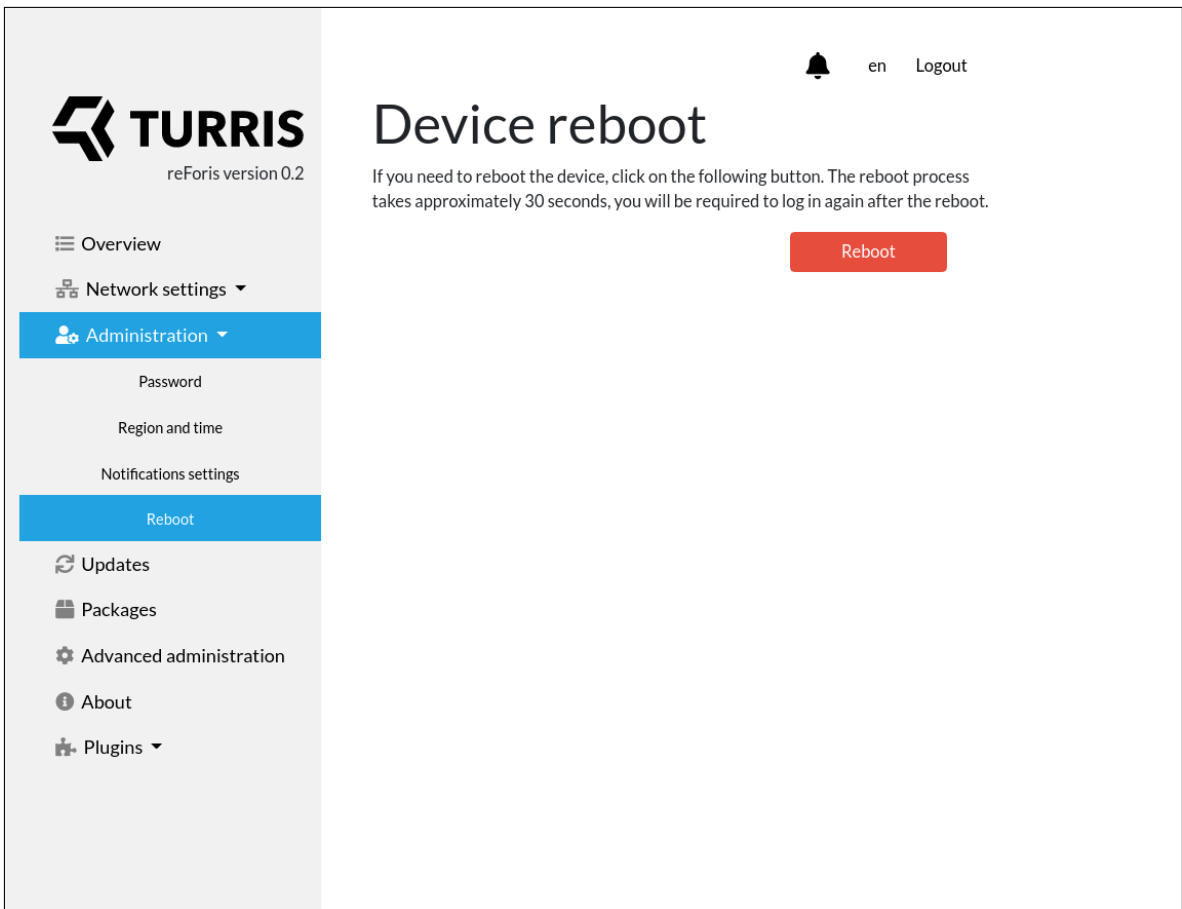 en Logout
TURRIS
reForis version 0.2
Device reboot
If you need to reboot the device, click on the following button. The reboot process
takes approximately 30 seconds, you will be required to log in again after the reboot.
Reboot
Overview
Network settings
Administration
Password
Region and time
Notifications settings
Reboot
Updates
Packages
Advanced administration
About
Plugins